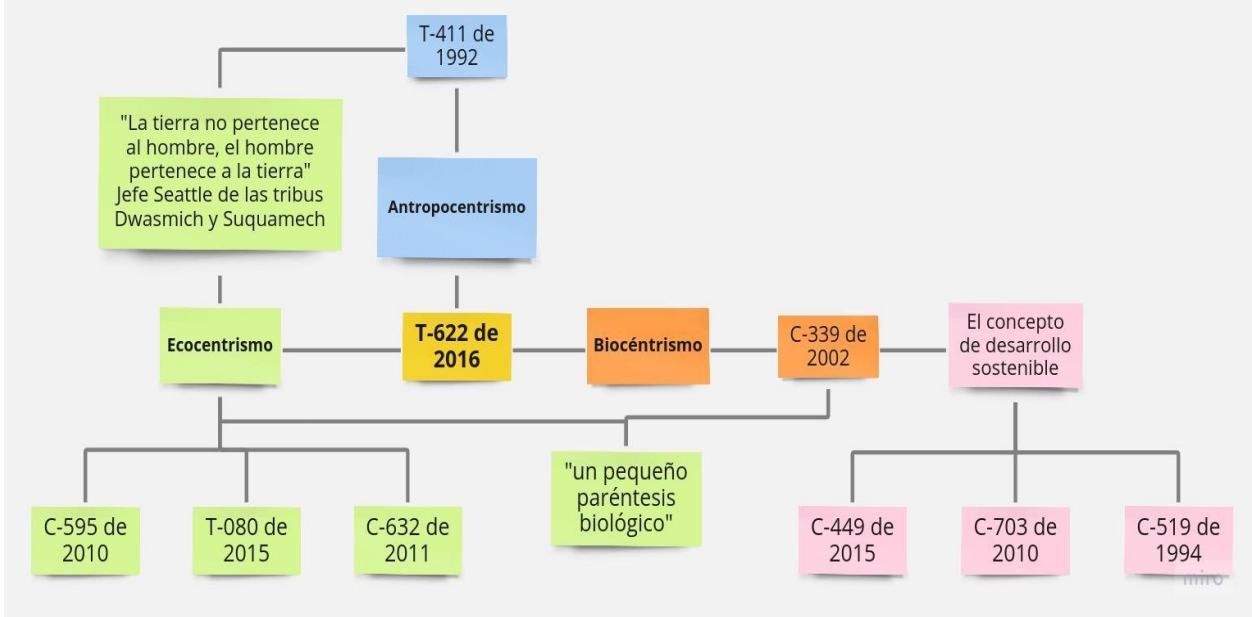 T-411 de
1992
"La tierra no pertenece
al hombre, el hombre
pertenece a la tierra"
Jefe Seattle de las tribus
Dwasmich y Suquamech
Antropocentrismo
Ecocentrismo
T-622 de
2016
Biocéntrismo
C-339 de
2002
El concepto
de desarrollo
sostenible
"un pequeño
paréntesis
biológico"
C-595 de
2010
T-080 de
2015
C-632 de
2011
C-449 de
2015
C-703 de
2010
C-519 de
1994
miro